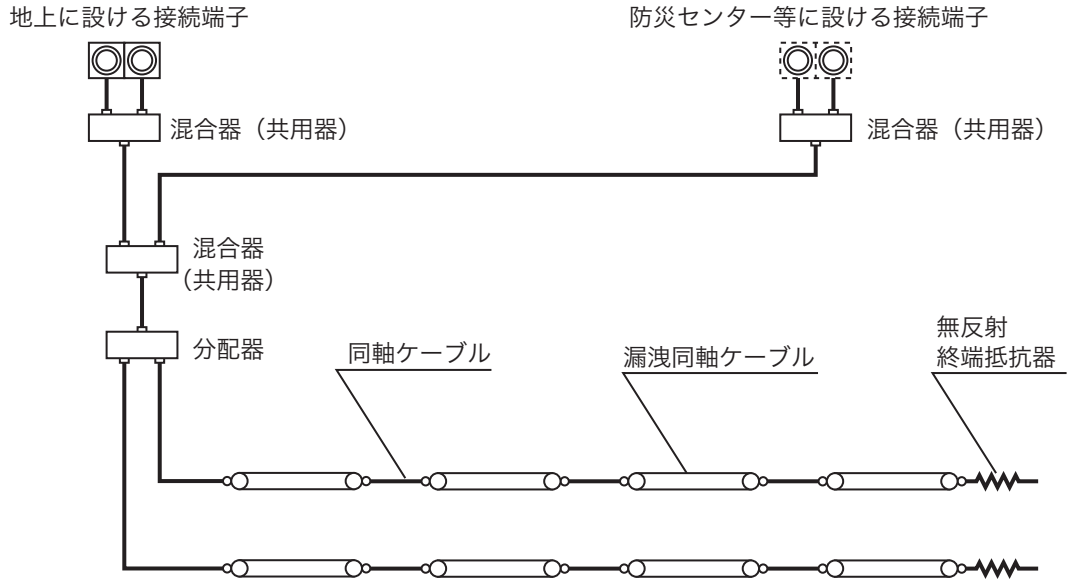 地上に設ける接続端子
防災センター等に設ける接続端子
混合器（共用器）
混合器（共用器）
混合器
（共用器）
分配器
同軸ケーブル
漏洩同軸ケーブル
無反射
終端抵抗器